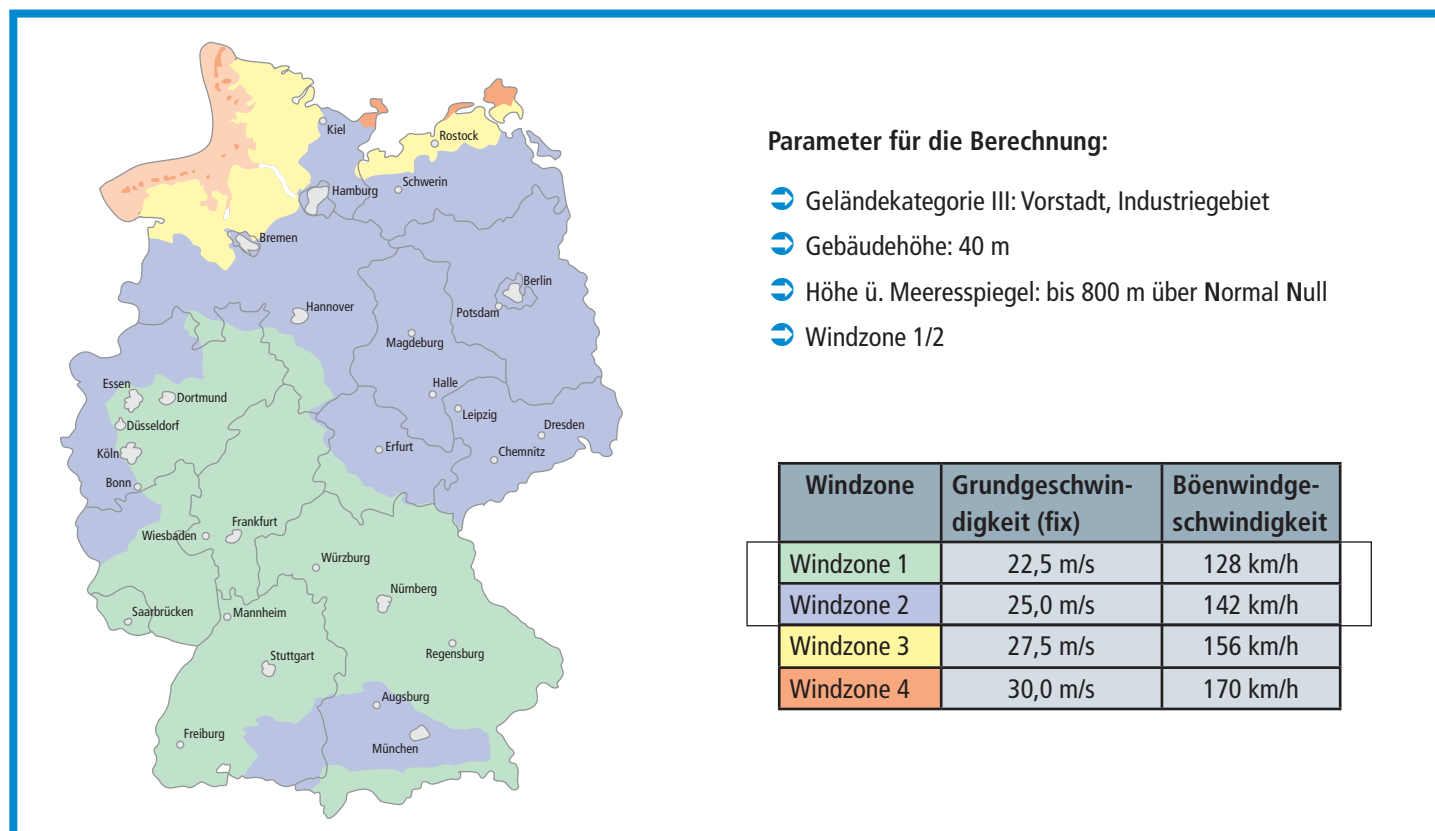 Kiel
Rostock
Hamburg
Schwerin
Bremen
Berlin
Hannover
Potsdam
Magdeburg
Essen
Dortmund
Halle
Leipzig
Düsseldorf
Dresden
Köln
Erfurt
Chemnitz
Bonn
Frankfurt
Wiesbaden
Würzburg
Nürnberg
Saarbrücken
Mannheim
Stuttgart
Regensburg
Augsburg
Freiburg
München
Parameter für die Berechnung:
Geländekategorie III: Vorstadt, Industriegebiet
Gebäudehöhe: 40 m
Höhe ü. Meeresspiegel: bis 800 m über Normal Null
Windzone 1/2
Windzone Grundgeschwin- Böenwindge-
digkeit (fix) schwindigkeit
Windzone 1 22,5 m/s 128 km/h
Windzone 2 25,0 m/s 142 km/h
Windzone 3 27,5 m/s 156 km/h
Windzone 4 30,0 m/s 170 km/h